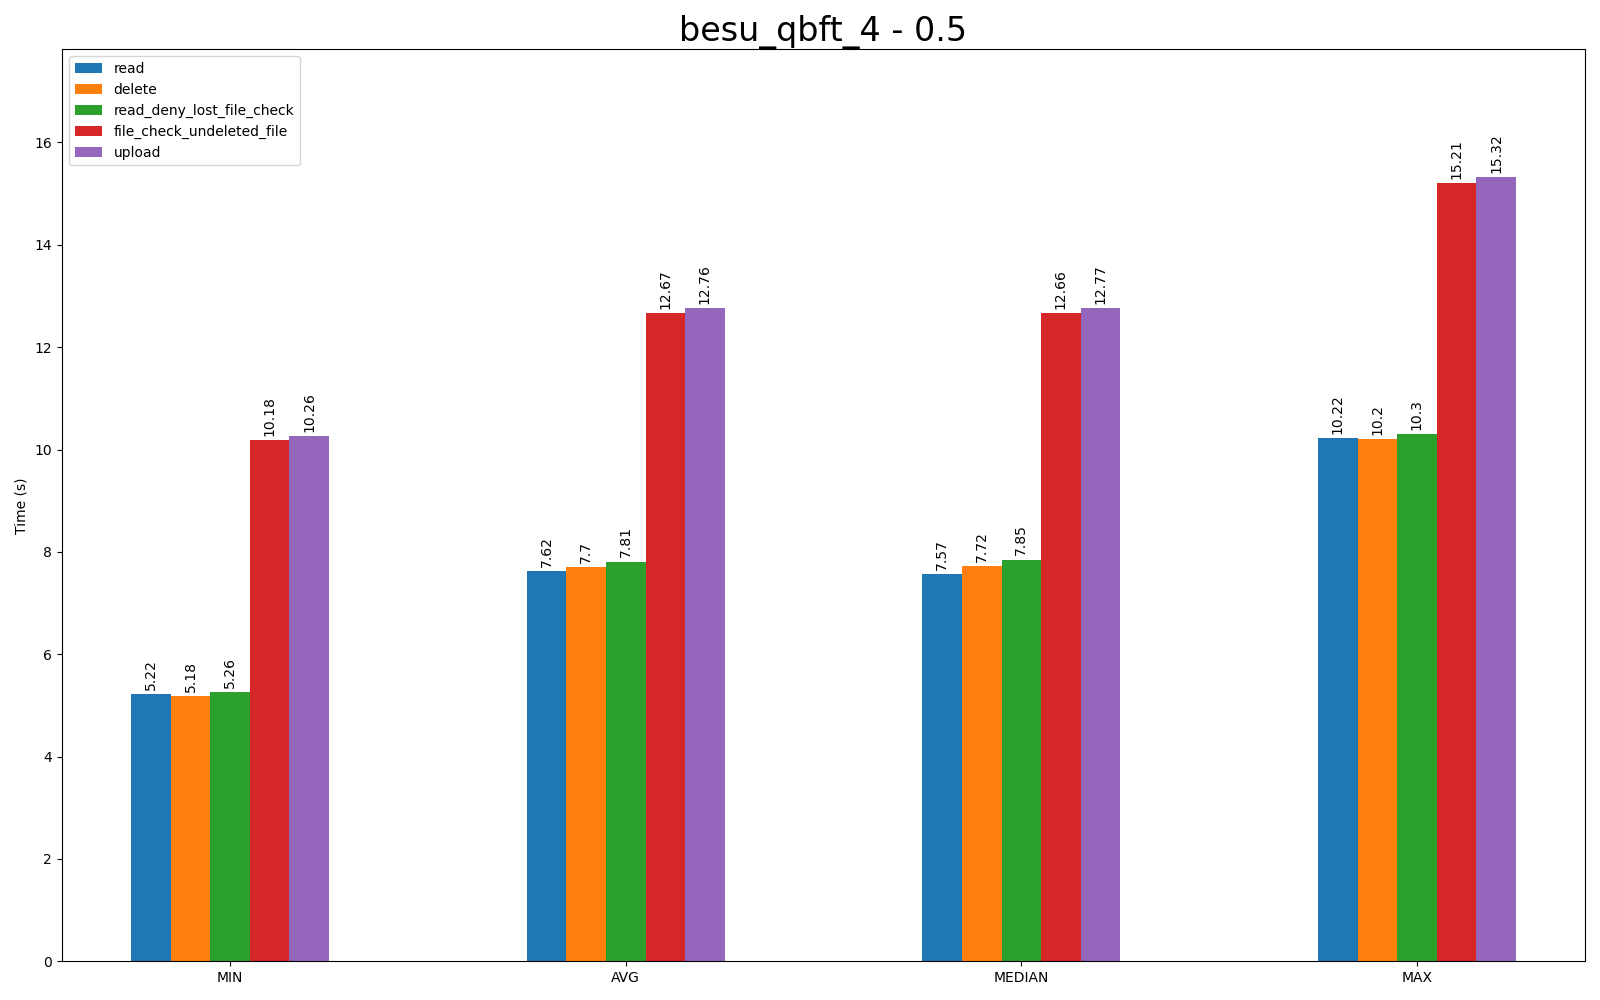 besu_qbft_4 - 0.5
read
delete
read_deny_lost_file_check
file_check_undeleted_file
upload
Time (s)
16
14
12
10
8
6
4
2
0
5.22
5.18
5.26
10.18
10.26
7.62
7.7
7.81
12.67
12.76
7.57
7.72
7.85
12.66
12.77
10.22
10.2
10.3
15.21
15.32
MIN
AVG
MEDIAN
MAX